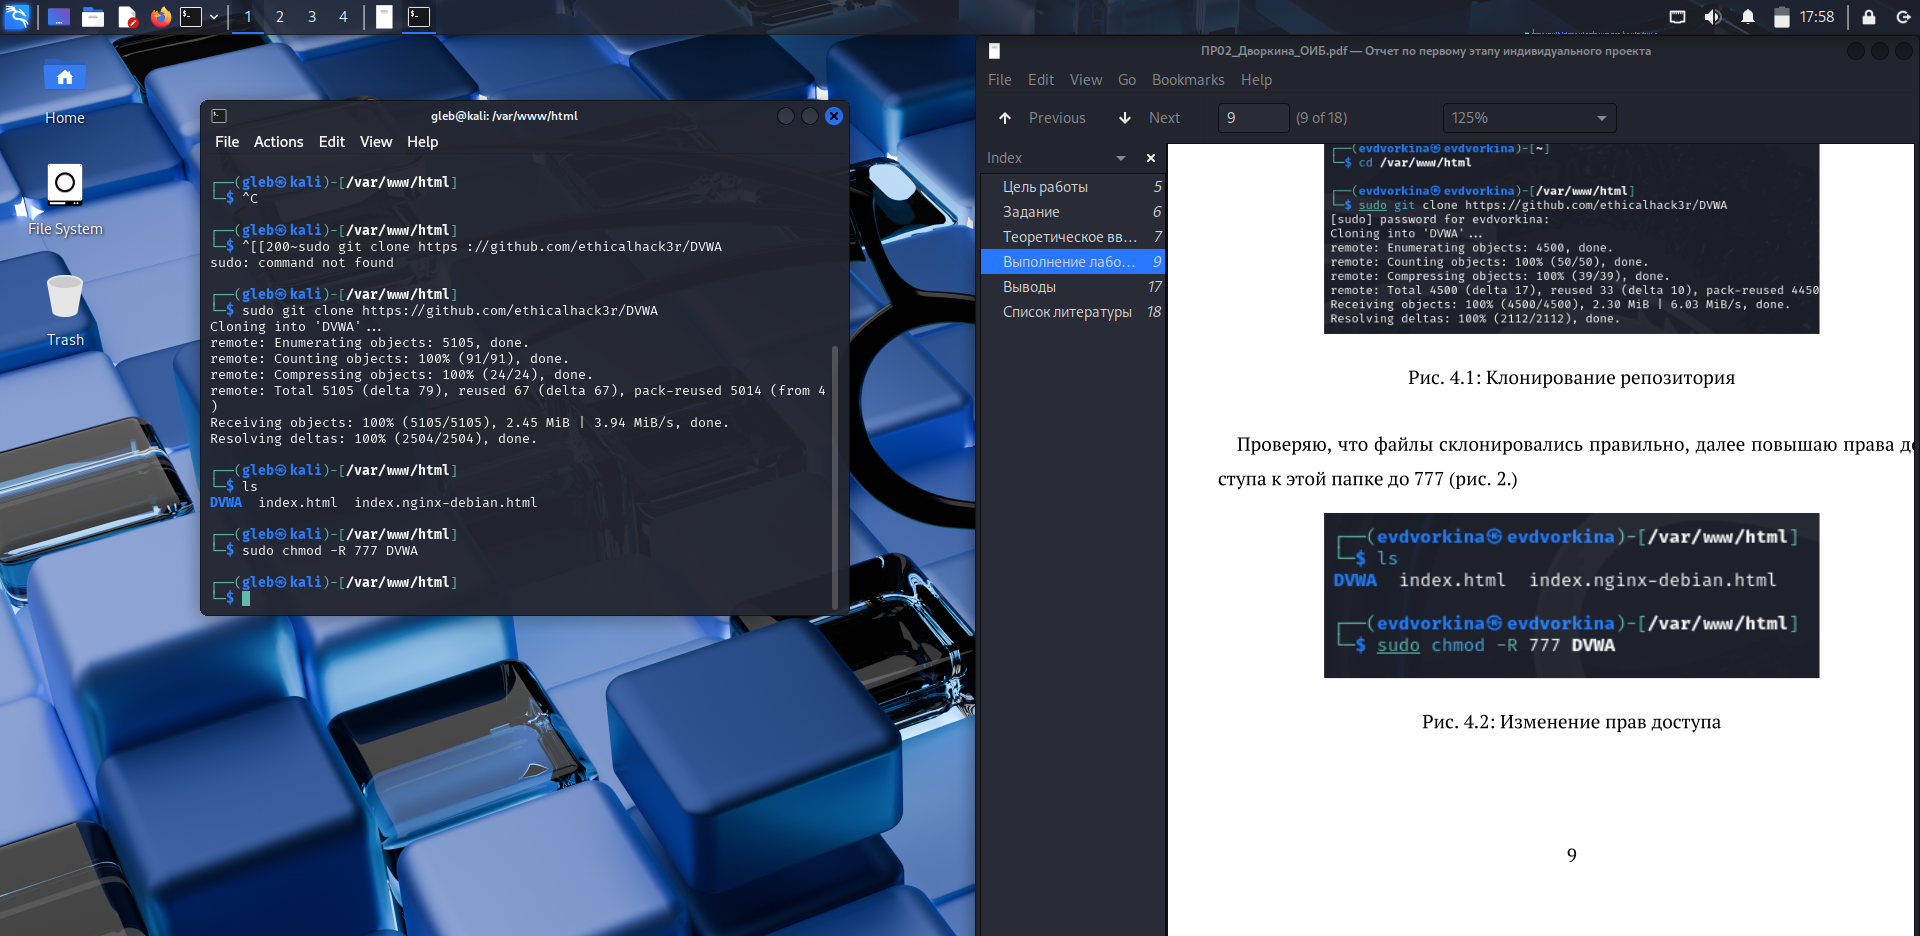 1 2 3 4
17:58
Home
File System
Trash
gleb@kali: /var/www/html
File Actions Edit View Help
┌──(gleb㉿kali)-[/var/www/html]
└─$ ^C
┌──(gleb㉿kali)-[/var/www/html]
└─$ ^[[200~sudo git clone https ://github.com/ethicalhack3r/DVWA
sudo: command not found
┌──(gleb㉿kali)-[/var/www/html]
└─$ sudo git clone https://github.com/ethicalhack3r/DVWA
Cloning into 'DVWA'...
remote: Enumerating objects: 5105, done.
remote: Counting objects: 100% (91/91), done.
remote: Compressing objects: 100% (24/24), done.
remote: Total 5105 (delta 79), reused 67 (delta 67), pack-reused 5014 (from 4
)
Receiving objects: 100% (5105/5105), 2.45 MiB | 3.94 MiB/s, done.
Resolving deltas: 100% (2504/2504), done.
┌──(gleb㉿kali)-[/var/www/html]
└─$ ls
DVWA index.html index.nginx-debian.html
┌──(gleb㉿kali)-[/var/www/html]
└─$ sudo chmod -R 777 DVWA
┌──(gleb㉿kali)-[/var/www/html]
└─$
ПР02_Дворкина_ОИБ.pdf — Отчет по первому этапу индивидуального проекта
File Edit View Go Bookmarks Help
Previous Next 9 (9 of 18) 125%
Index
Цель работы 5
Задание 6
Теоретическое вв... 7
Выполнение лабо... 9
Выводы 17
Список литературы 18
┌──(evdvorkina㉿evdvorkina)-[~]
└─$ cd /var/www/html
┌──(evdvorkina㉿evdvorkina)-[/var/www/html]
└─$ sudo git clone https://github.com/ethicalhack3r/DVWA
[sudo] password for evdvorkina:
Cloning into 'DVWA'...
remote: Enumerating objects: 4500, done.
remote: Counting objects: 100% (50/50), done.
remote: Compressing objects: 100% (39/39), done.
remote: Total 4500 (delta 17), reused 33 (delta 10), pack-reused 4450
Receiving objects: 100% (4500/4500), 2.30 MiB | 6.03 MiB/s, done.
Resolving deltas: 100% (2112/2112), done.
Рис. 4.1: Клонирование репозитория
Проверяю, что файлы склонировались правильно, далее повышаю права до
ступа к этой папке до 777 (рис. 2.)
┌──(evdvorkina㉿evdvorkina)-[/var/www/html]
└─$ ls
DVWA index.html index.nginx-debian.html
┌──(evdvorkina㉿evdvorkina)-[/var/www/html]
└─$ sudo chmod -R 777 DVWA
Рис. 4.2: Изменение прав доступа
9